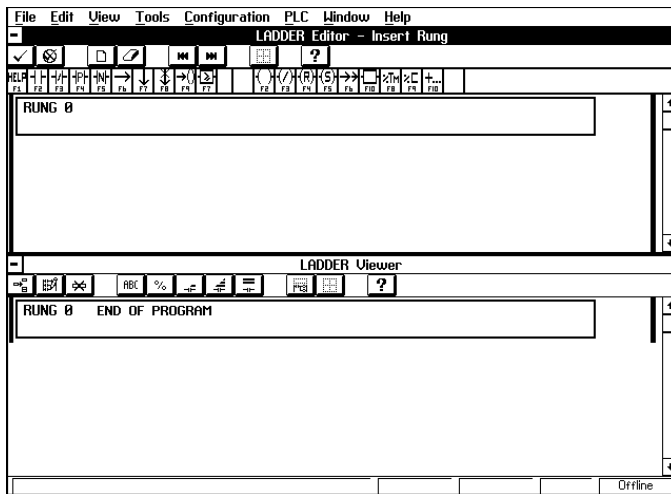 File Edit View Tools Configuration PLC Window Help
LADDER Editor - Insert Rung
?
HELP P N ( ) (/) (R) (S) %TM %C +...
F1 F2 F3 F4 F5 F6 F7 F8 F9 F7 F2 F3 F4 F5 F6 F10 F8 F9 F10
RUNG 0
LADDER Viewer
ABC % ?
RUNG 0 END OF PROGRAM
Offline